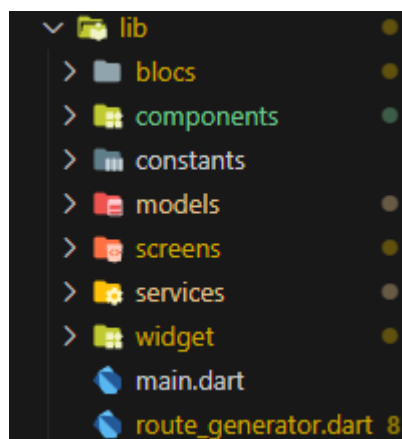 lib
blocs
components
constants
models
screens
services
widget
main.dart
route_generator.dart 8